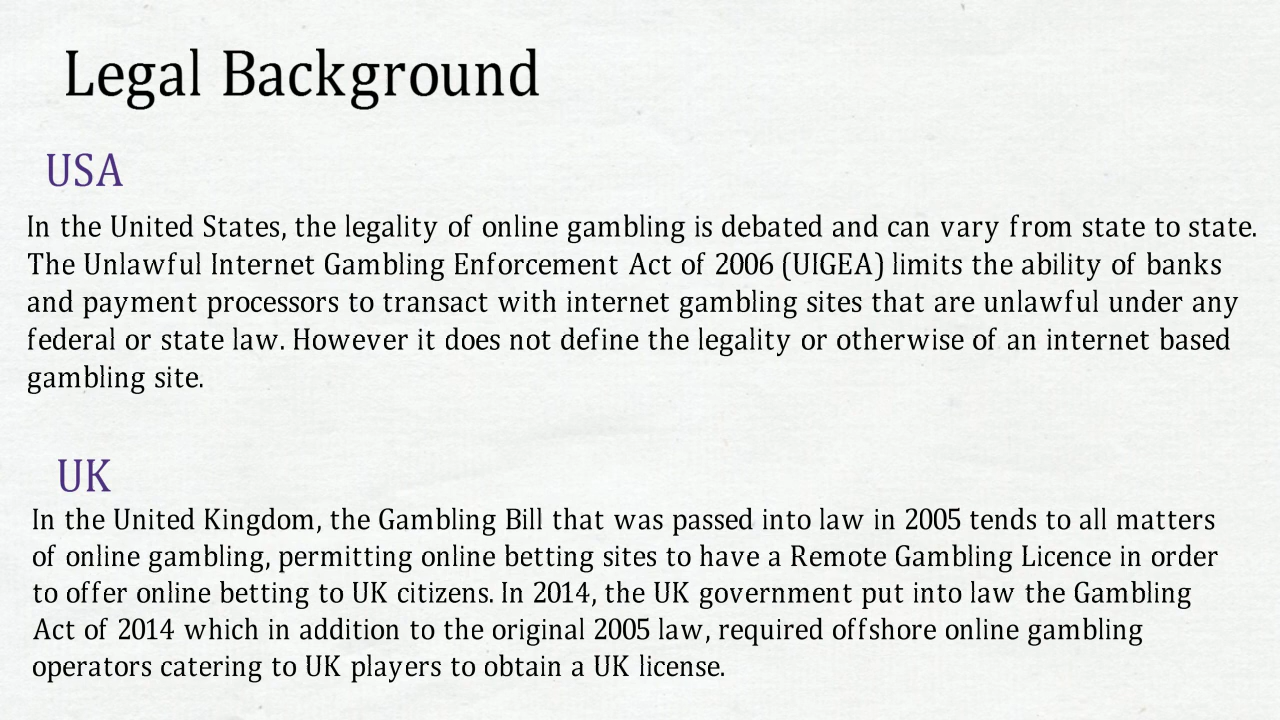 Legal Background
USA
In the United States, the legality of online gambling is debated and can vary from state to state.
The Unlawful Internet Gambling Enforcement Act of 2006 (UIGEA) limits the ability of banks
and payment processors to transact with internet gambling sites that are unlawful under any
federal or state law. However it does not define the legality or otherwise of an internet based
gambling site.
UK
In the United Kingdom, the Gambling Bill that was passed into law in 2005 tends to all matters
of online gambling, permitting online betting sites to have a Remote Gambling Licence in order
to offer online betting to UK citizens. In 2014, the UK government put into law the Gambling
Act of 2014 which in addition to the original 2005 law, required offshore online gambling
operators catering to UK players to obtain a UK license.